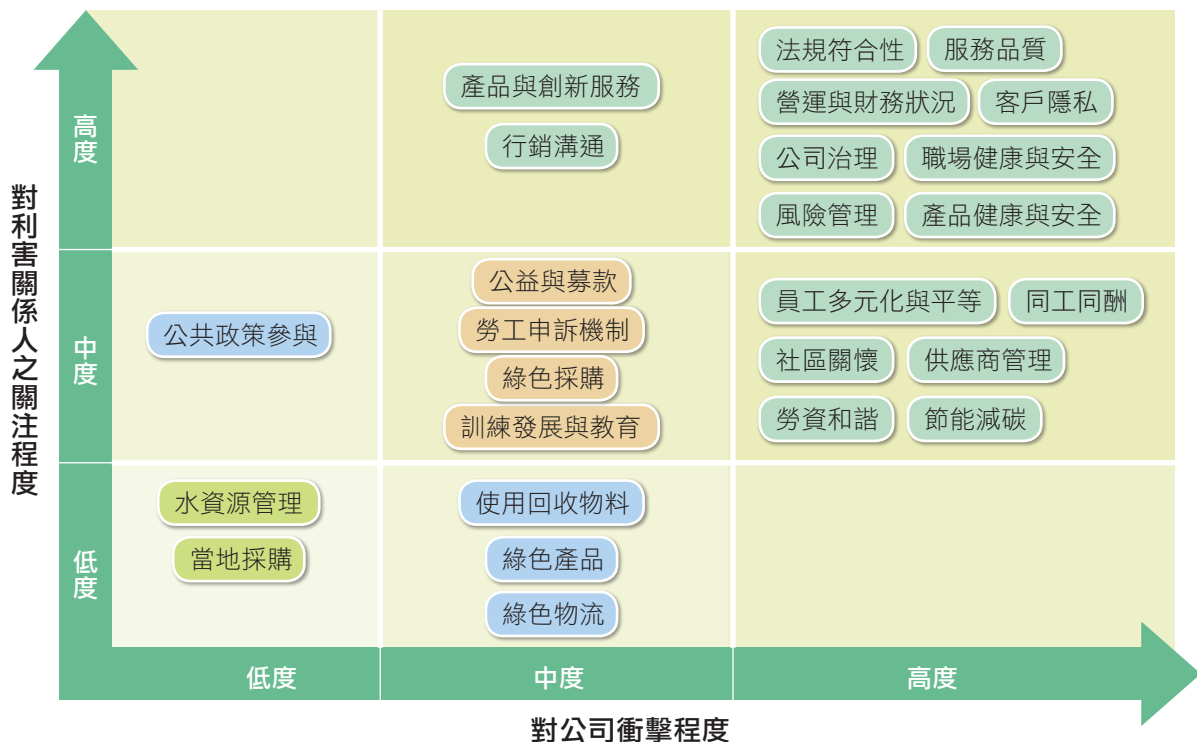 對利害關係人之關注程度
高度
產品與創新服務
行銷溝通
法規符合性 服務品質
營運與財務狀況 客戶隱私
公司治理 職場健康與安全
風險管理 產品健康與安全
中度
公共政策參與
公益與募款
勞工申訴機制
綠色採購
訓練發展與教育
員工多元化與平等 同工同酬
社區關懷 供應商管理
勞資和諧 節能減碳
低度
水資源管理
當地採購
使用回收物料
綠色產品
綠色物流
低度 中度 高度
對公司衝擊程度